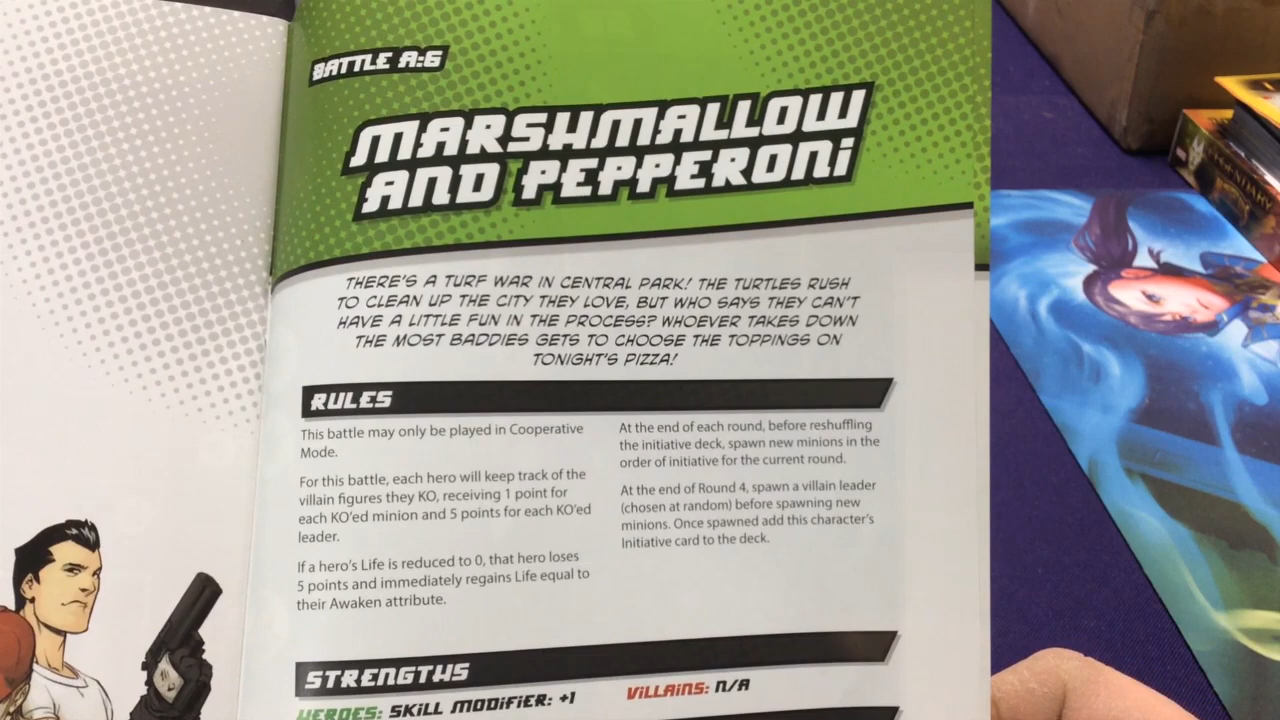 BATTLE A:6
MARSHMALLOW
AND PEPPERONI
THERE'S A TURF WAR IN CENTRAL PARK! THE TURTLES RUSH
TO CLEAN UP THE CITY THEY LOVE, BUT WHO SAYS THEY CAN'T
HAVE A LITTLE FUN IN THE PROCESS? WHOEVER TAKES DOWN
THE MOST BADDIES GETS TO CHOOSE THE TOPPINGS ON
TONIGHT'S PIZZA!
RULES
This battle may only be played in Cooperative
Mode.
For this battle, each hero will keep track of the
villain figures they KO, receiving 1 point for
each KO'ed minion and 5 points for each KO'ed
leader.
If a hero's Life is reduced to 0, that hero loses
5 points and immediately regains Life equal to
their Awaken attribute.
At the end of each round, before reshuffling
the initiative deck, spawn new minions in the
order of initiative for the current round.
At the end of Round 4, spawn a villain leader
(chosen at random) before spawning new
minions. Once spawned add this character's
Initiative card to the deck.
STRENGTHS
HEROES: SKILL MODIFIER: +1
VILLAINS: N/A
LEGENDARY